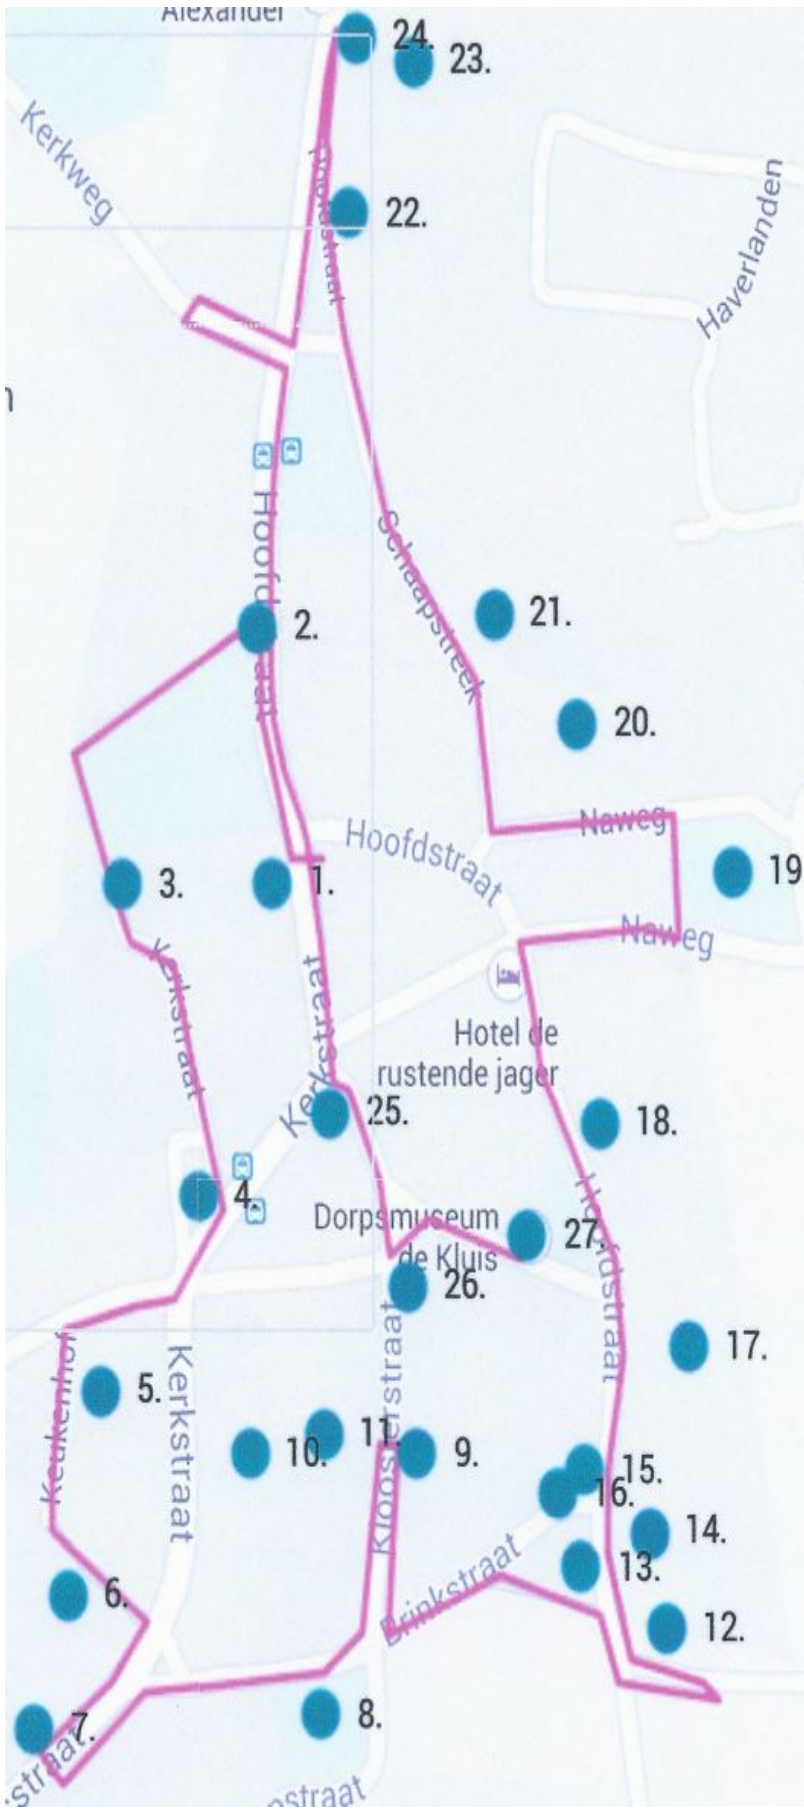 Alexander
24.
23.
Kerkweg
22.
Hoofdstraat
Haverlanden
n
Hoofdstraat
Schaapstreek
21.
2.
20.
Naweg
Hoofdstraat
19
3.
1.
Kerkstraat
Naweg
Hotel de
rustende jager
Kerkstraat
Kerkstraat
25.
18.
4.
Dorpsmuseum
de Kluis
27.
Hoofdstraat
26.
17.
Keukenhof
5.
Kerkstraat
Kloosterstraat
10.
11.
9.
15.
16.
14.
13.
Brinkstraat
6.
12.
8.
7.
straat
straat